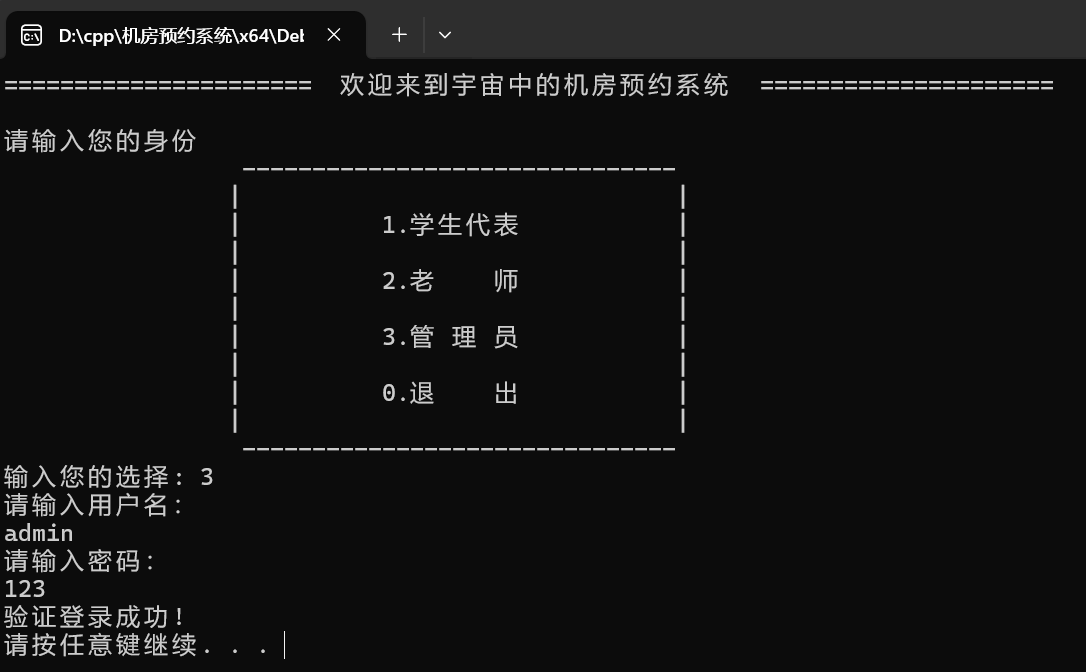 D:\cpp\机房预约系统\x64\Deb
=====================  欢迎来到宇宙中的机房预约系统  =====================
请输入您的身份
-------------------------------
|                                |
|          1.学生代表            |
|                                |
|          2.老    师            |
|                                |
|          3.管 理 员            |
|                                |
|          0.退    出            |
|                                |
-------------------------------
输入您的选择: 3
请输入用户名:
admin
请输入密码:
123
验证登录成功!
请按任意键继续. . .